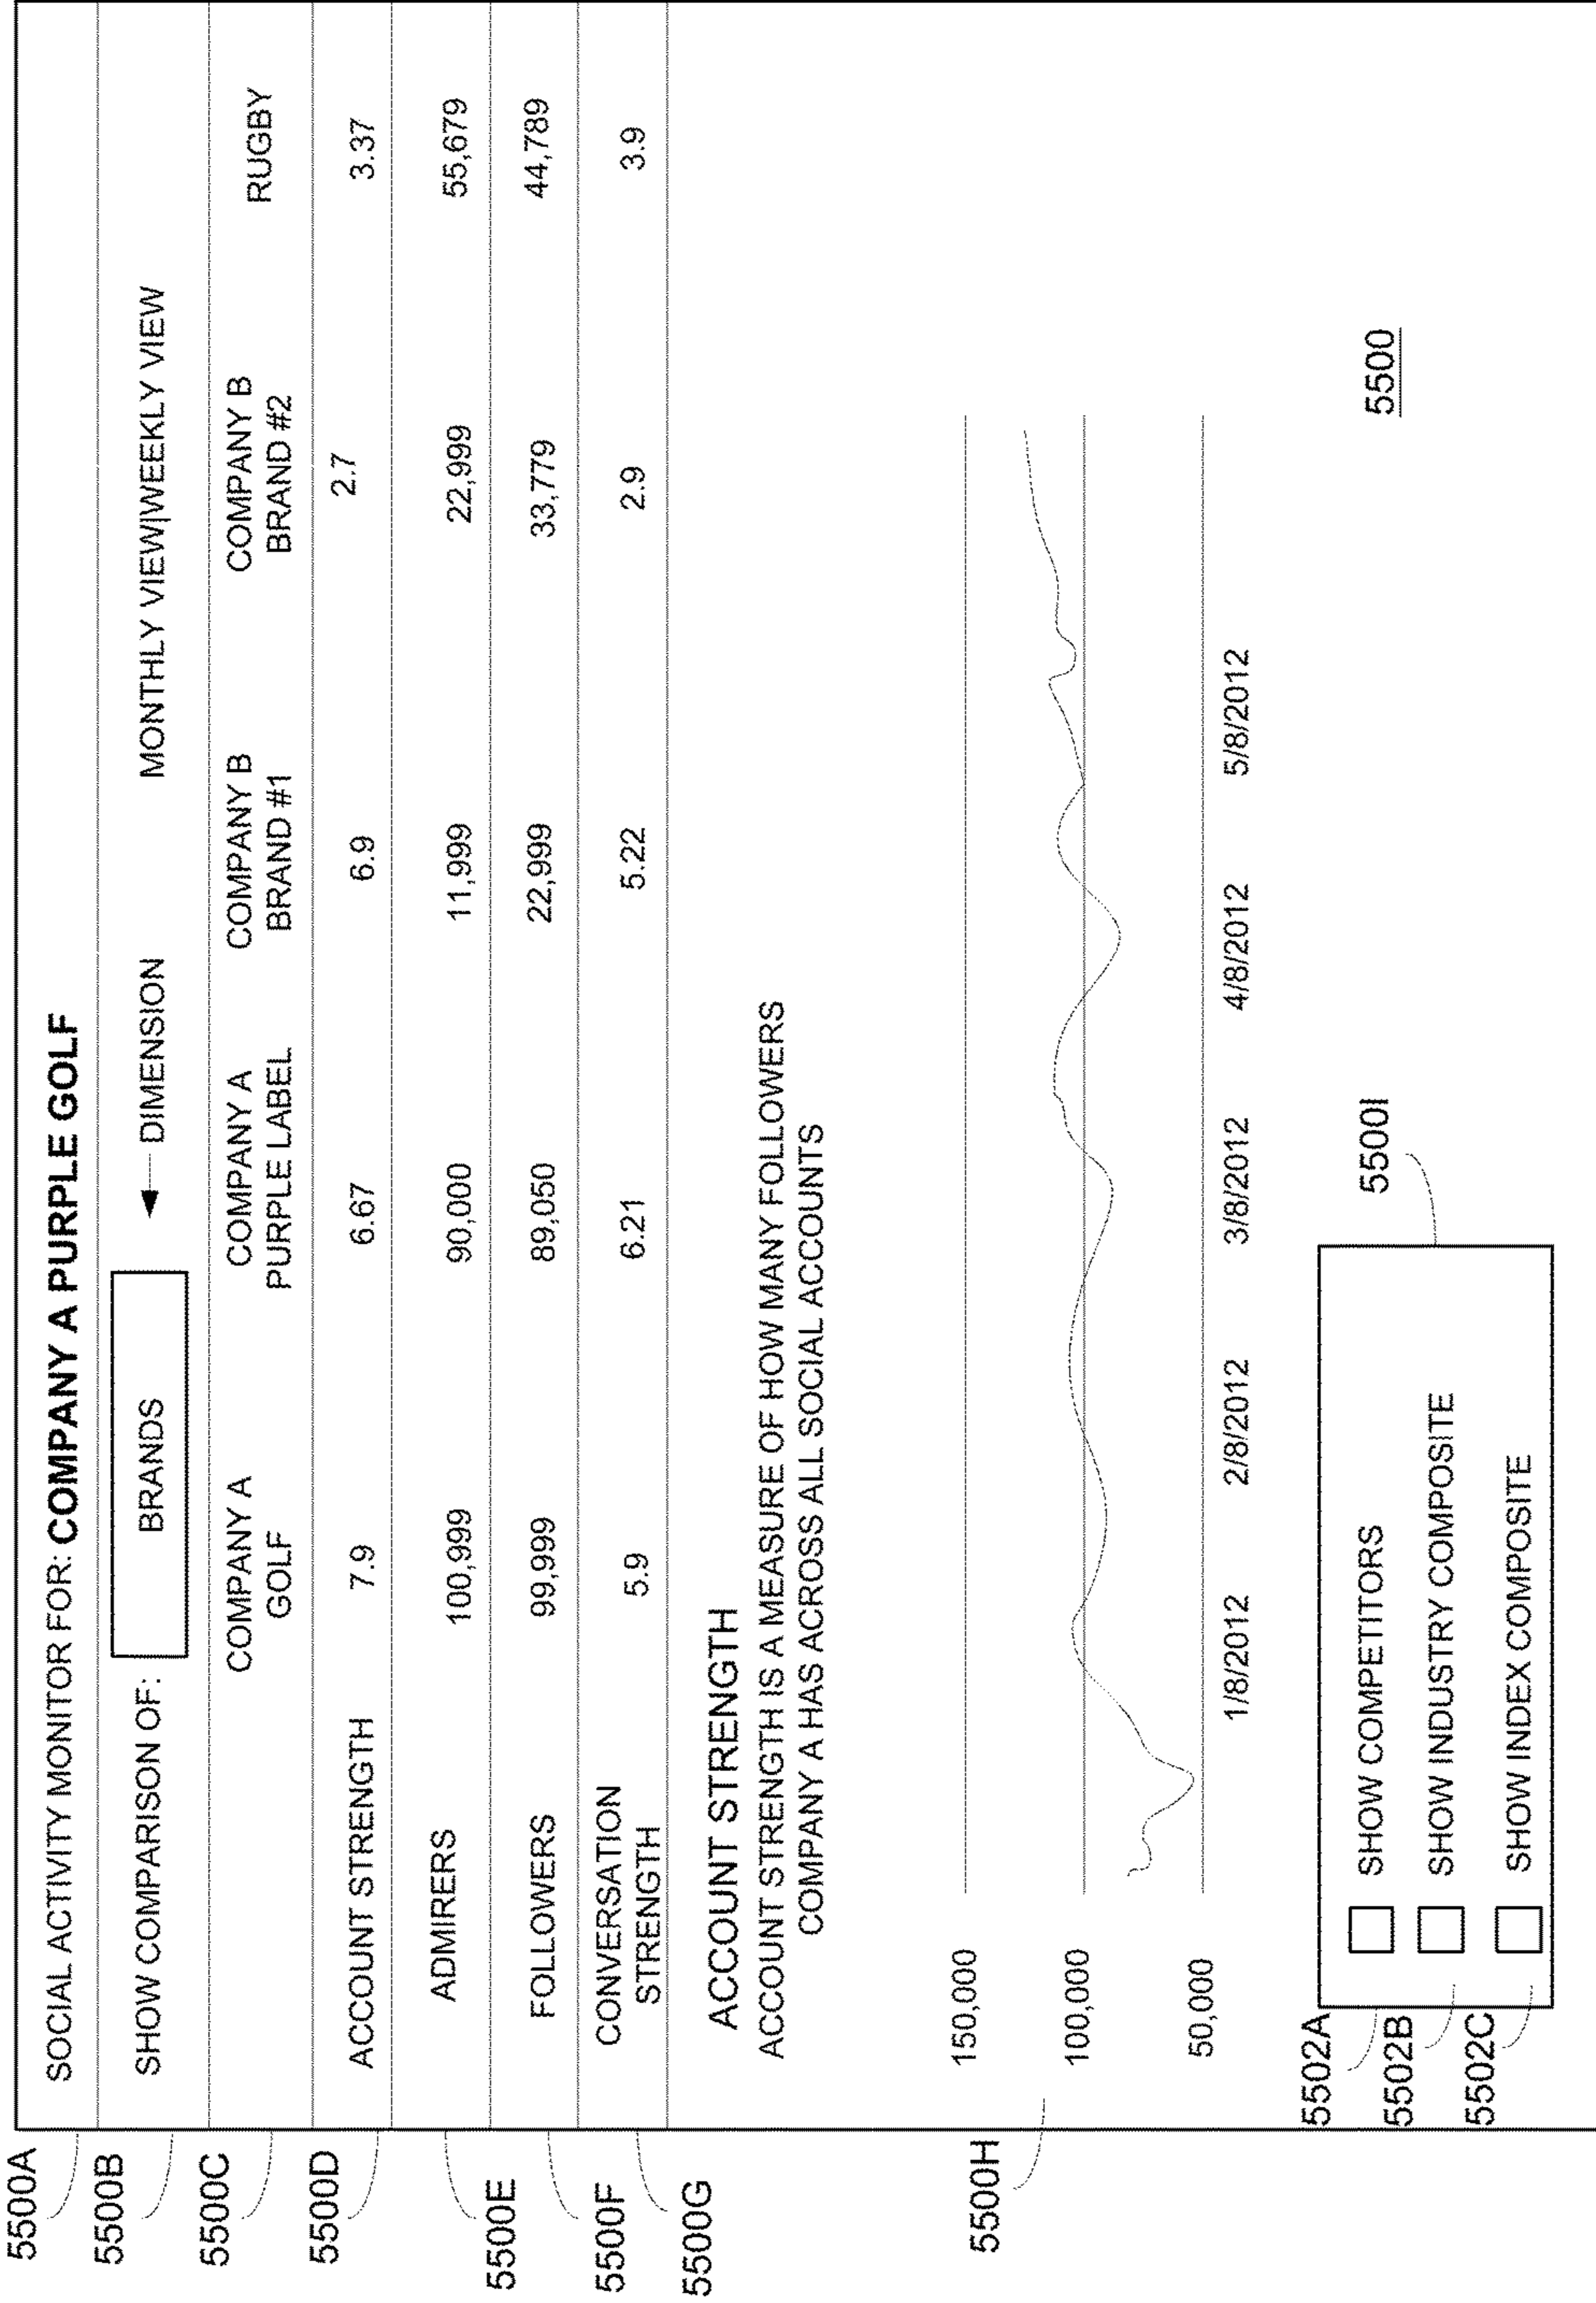 5500A
SOCIAL ACTIVITY MONITOR FOR: COMPANY A PURPLE GOLF
5500B
SHOW COMPARISON OF: BRANDS DIMENSION MONTHLY VIEW|WEEKLY VIEW
5500C
COMPANY A COMPANY A COMPANY B COMPANY B RUGBY
GOLF PURPLE LABEL BRAND #1 BRAND #2
5500D
ACCOUNT STRENGTH 7.9 6.67 6.9 2.7 3.37
ADMIRERS 100,999 90,000 11,999 22,999 55,679
5500E
FOLLOWERS 99,999 89,050 22,999 33,779 44,789
5500F
CONVERSATION
STRENGTH 5.9 6.21 5.22 2.9 3.9
5500G
ACCOUNT STRENGTH
ACCOUNT STRENGTH IS A MEASURE OF HOW MANY FOLLOWERS
COMPANY A HAS ACROSS ALL SOCIAL ACCOUNTS
150,000
5500H
100,000
50,000
1/8/2012 2/8/2012 3/8/2012 4/8/2012 5/8/2012
5502A
SHOW COMPETITORS
5500I
5500
5502B
SHOW INDUSTRY COMPOSITE
5502C
SHOW INDEX COMPOSITE